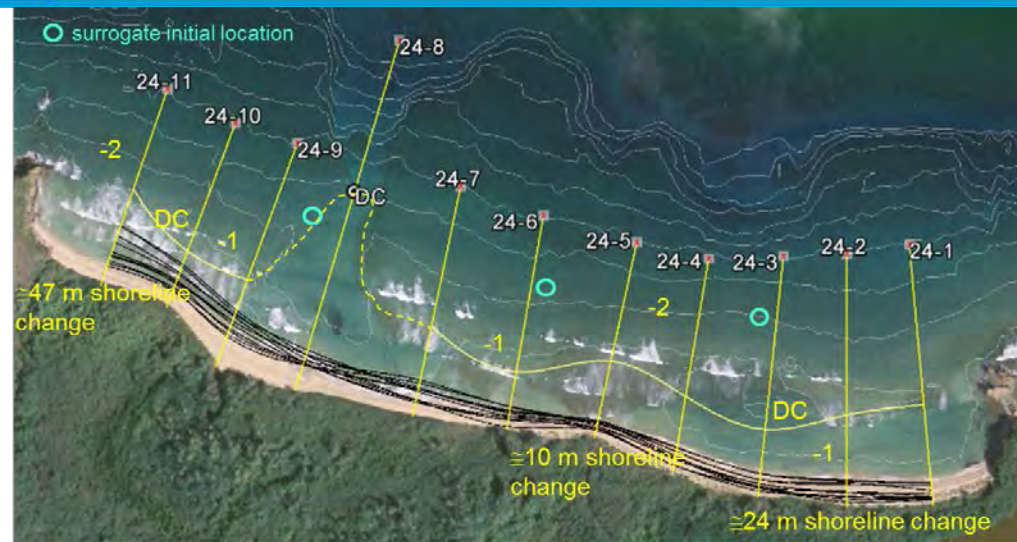 surrogate initial location
24-8
24-11
24-10
24-9
-2
DC
24-7
24-6
24-5
24-4
24-3
24-2
24-1
DC
-1
-2
-1
DC
-1
≅47 m shoreline
change
≅10 m shoreline
change
≅24 m shoreline change